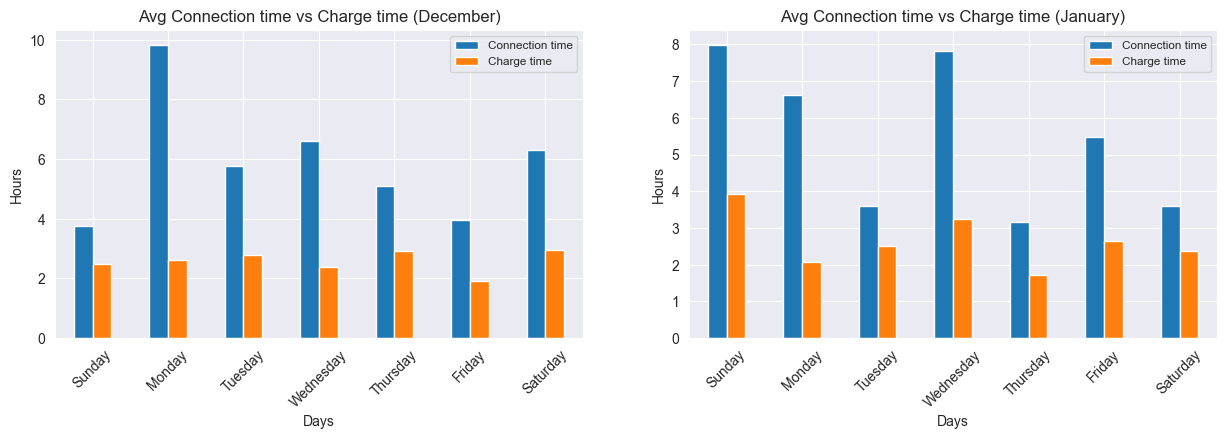 Avg Connection time vs Charge time (December)
Connection time
Charge time
10
8
6
4
2
0
Hours
Sunday
Monday
Tuesday
Wednesday
Thursday
Friday
Saturday
Days
Avg Connection time vs Charge time (January)
Connection time
Charge time
8
7
6
5
4
3
2
1
0
Hours
Sunday
Monday
Tuesday
Wednesday
Thursday
Friday
Saturday
Days